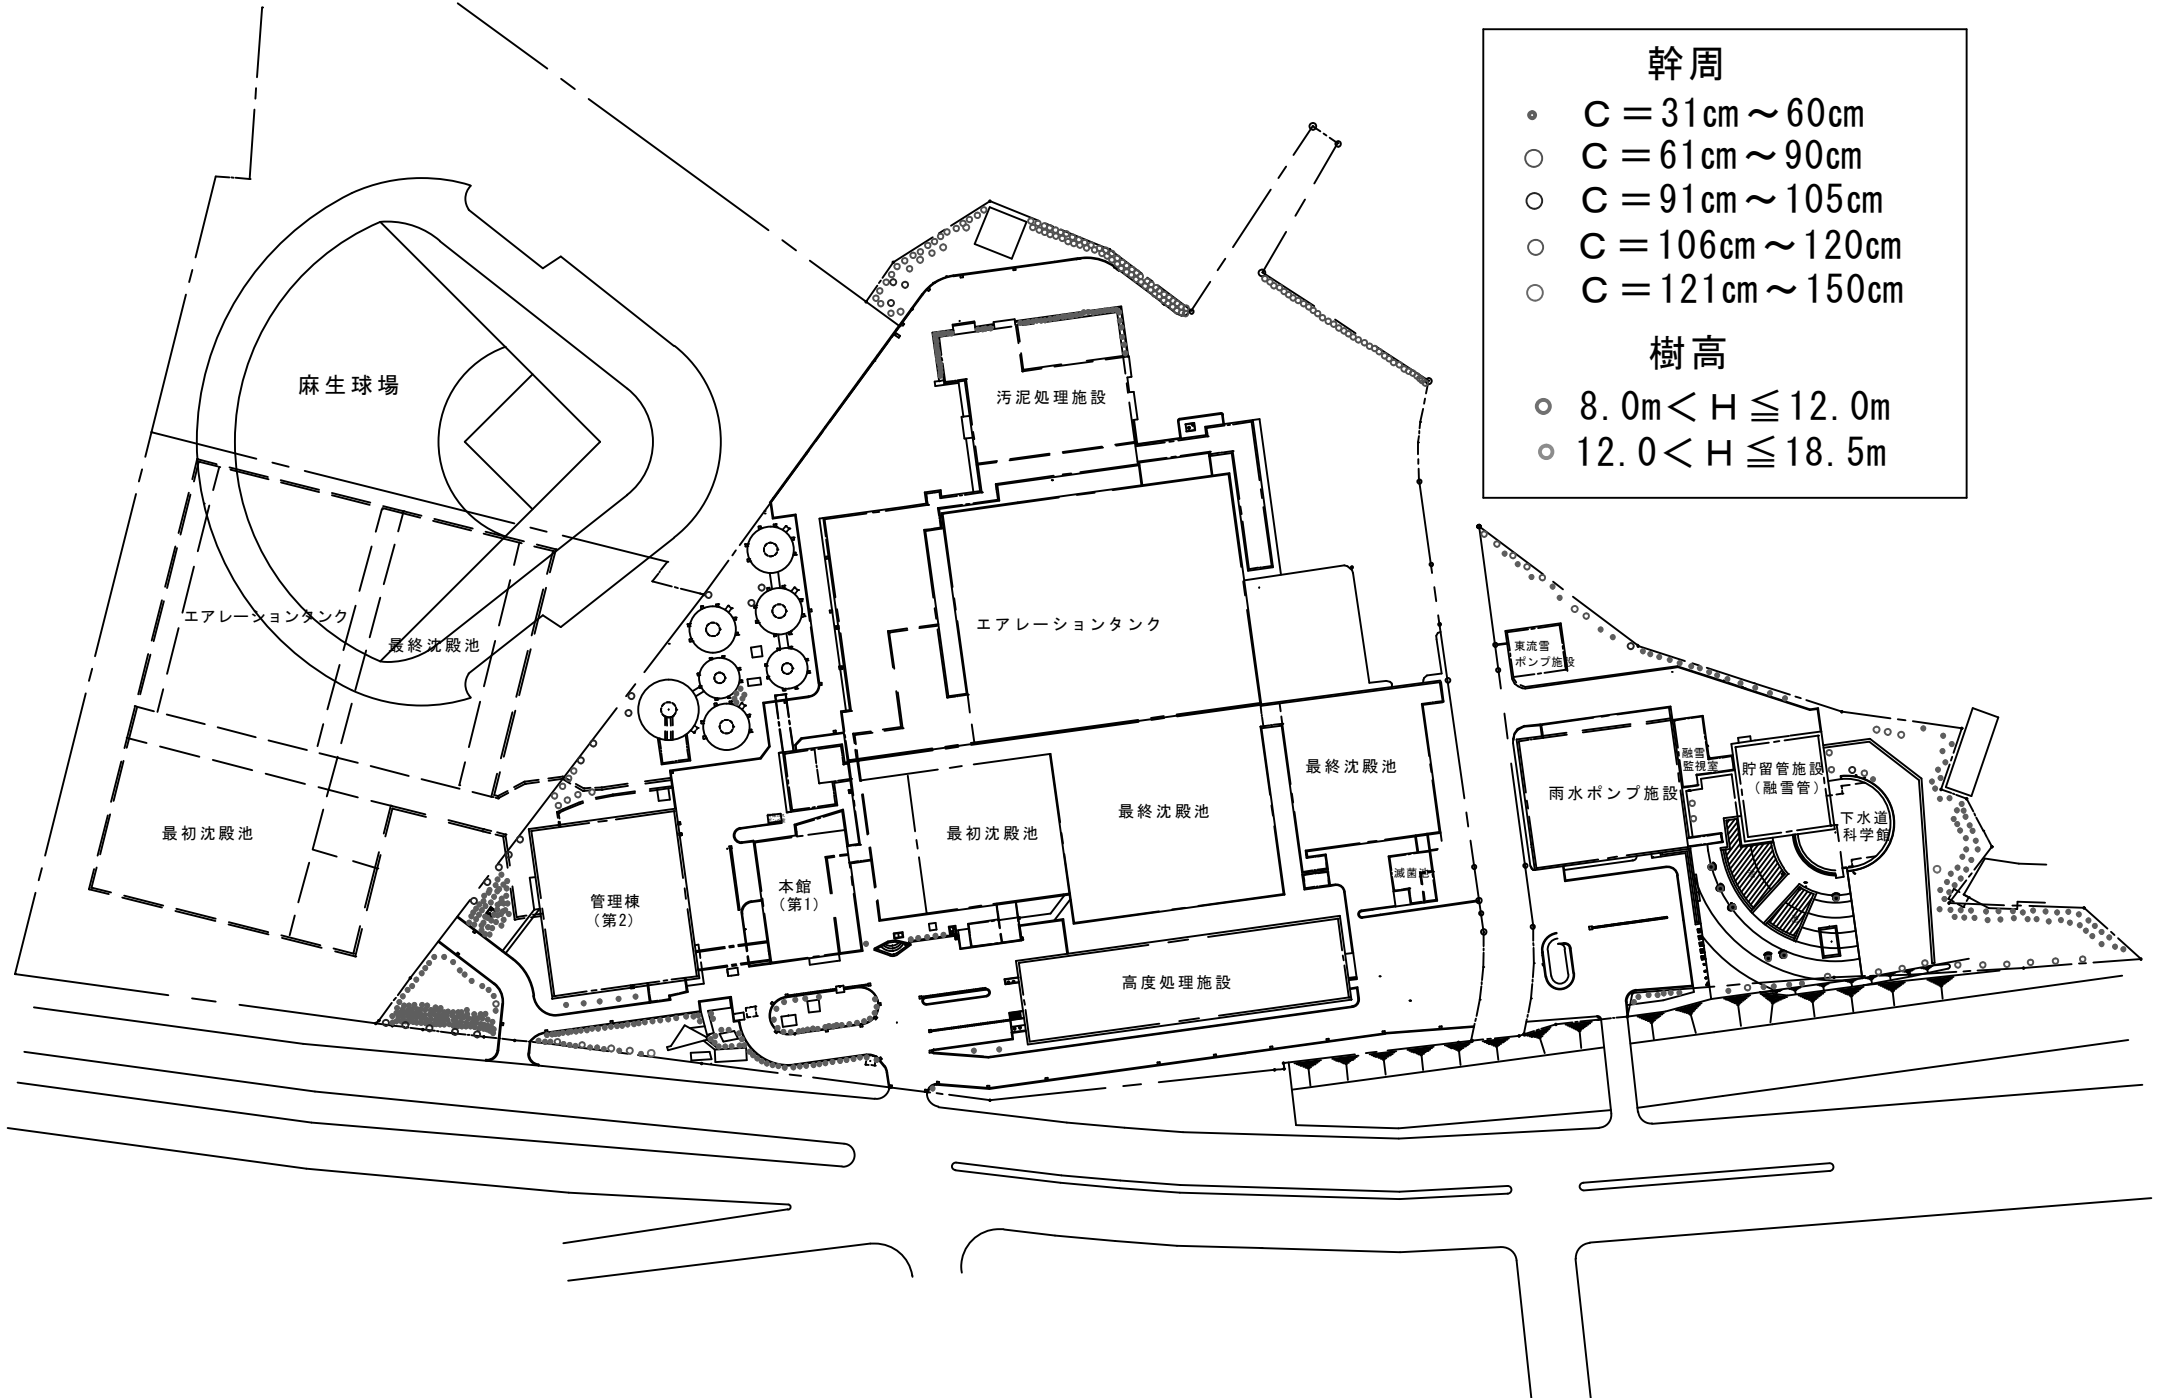 幹周
C＝31cm～60cm
C＝61cm～90cm
C＝91cm～105cm
C＝106cm～120cm
C＝121cm～150cm
樹高
8.0m＜H≦12.0m
12.0＜H≦18.5m
麻生球場
汚泥処理施設
エアレーションタンク
最終沈殿池
エアレーションタンク
東流雪
ポンプ施設
最終沈殿池
融雪
監視室
貯留管施設
（融雪管）
雨水ポンプ施設
最終沈殿池
下水道
科学館
最初沈殿池
最初沈殿池
滅菌池
管理棟
（第2）
本館
（第1）
高度処理施設